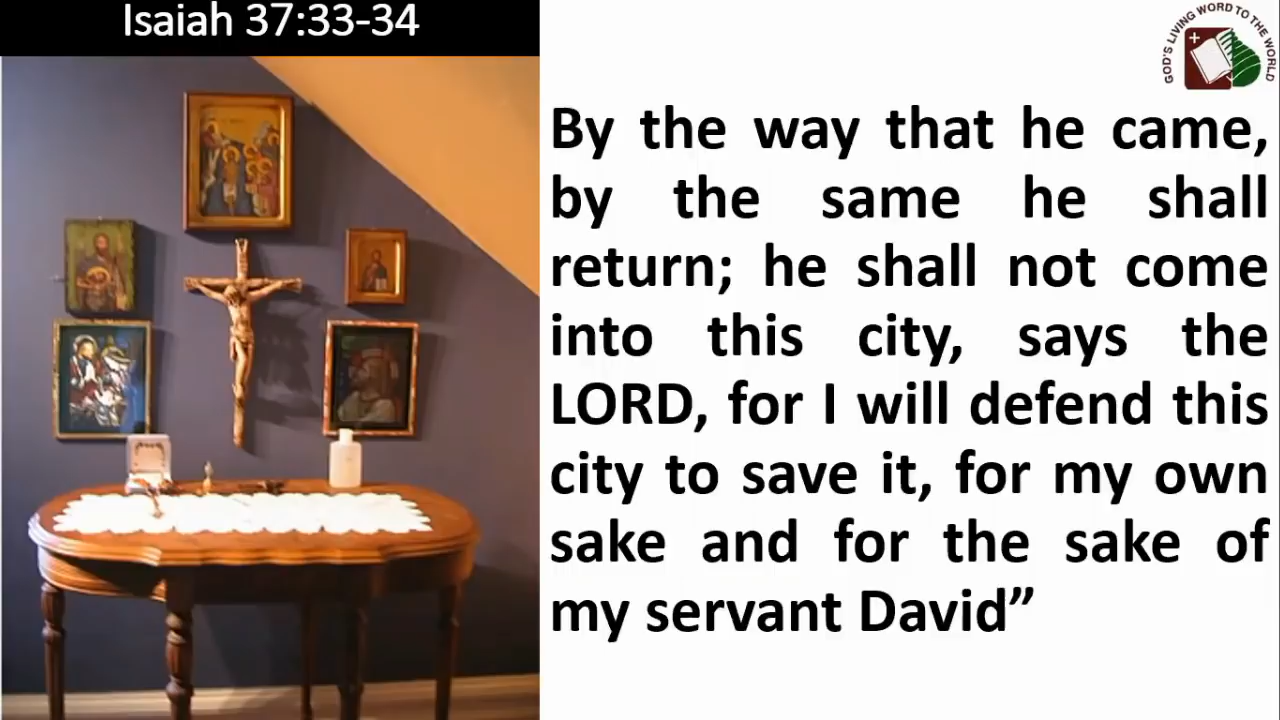 Isaiah 37:33-34
GOD'S LIVING WORD TO THE WORLD
By the way that he came,
by the same he shall
return; he shall not come
into this city, says the
LORD, for I will defend this
city to save it, for my own
sake and for the sake of
my servant David”